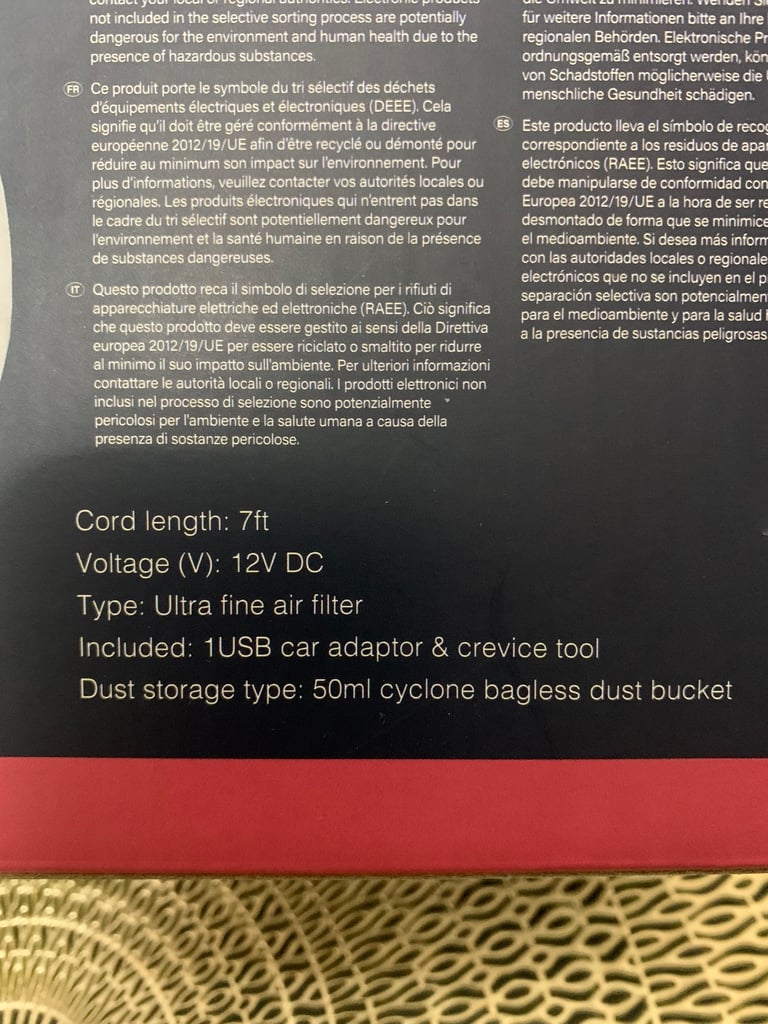 not included in the selective sorting process are potentially
dangerous for the environment and human health due to the
presence of hazardous substances.
FR Ce produit porte le symbole du tri sélectif des déchets
d'équipements électriques et électroniques (DEEE). Cela
signifie qu'il doit être géré conformément à la directive
européenne 2012/19/UE afin d'être recyclé ou démonté pour
réduire au minimum son impact sur l'environnement. Pour
plus d'informations, veuillez contacter vos autorités locales ou
régionales. Les produits électroniques qui n'entrent pas dans
le cadre du tri sélectif sont potentiellement dangereux pour
l'environnement et la santé humaine en raison de la présence
de substances dangereuses.
IT Questo prodotto reca il simbolo di selezione per i rifiuti di
apparecchiature elettriche ed elettroniche (RAEE). Ciò significa
che questo prodotto deve essere gestito ai sensi della Direttiva
europea 2012/19/UE per essere riciclato o smaltito per ridurre
al minimo il suo impatto sull'ambiente. Per ulteriori informazioni
contattare le autorità locali o regionali. I prodotti elettronici non
inclusi nel processo di selezione sono potenzialmente
pericolosi per l'ambiente e la salute umana a causa della
presenza di sostanze pericolose.
für weitere Informationen bitte an Ihre
regionalen Behörden. Elektronische Pr
ordnungsgemäß entsorgt werden, kön
von Schadstoffen möglicherweise die
menschliche Gesundheit schädigen.
ES Este producto lleva el símbolo de recog
correspondiente a los residuos de apar
electrónicos (RAEE). Esto significa que
debe manipularse de conformidad con
Europea 2012/19/UE a la hora de ser re
desmontado de forma que se minimice
el medioambiente. Si desea más inform
con las autoridades locales o regionale
electrónicos que no se incluyen en el p
separación selectiva son potencialmen
para el medioambiente y para la salud
a la presencia de sustancias peligrosas
Cord length: 7ft
Voltage (V): 12V DC
Type: Ultra fine air filter
Included: 1USB car adaptor & crevice tool
Dust storage type: 50ml cyclone bagless dust bucket